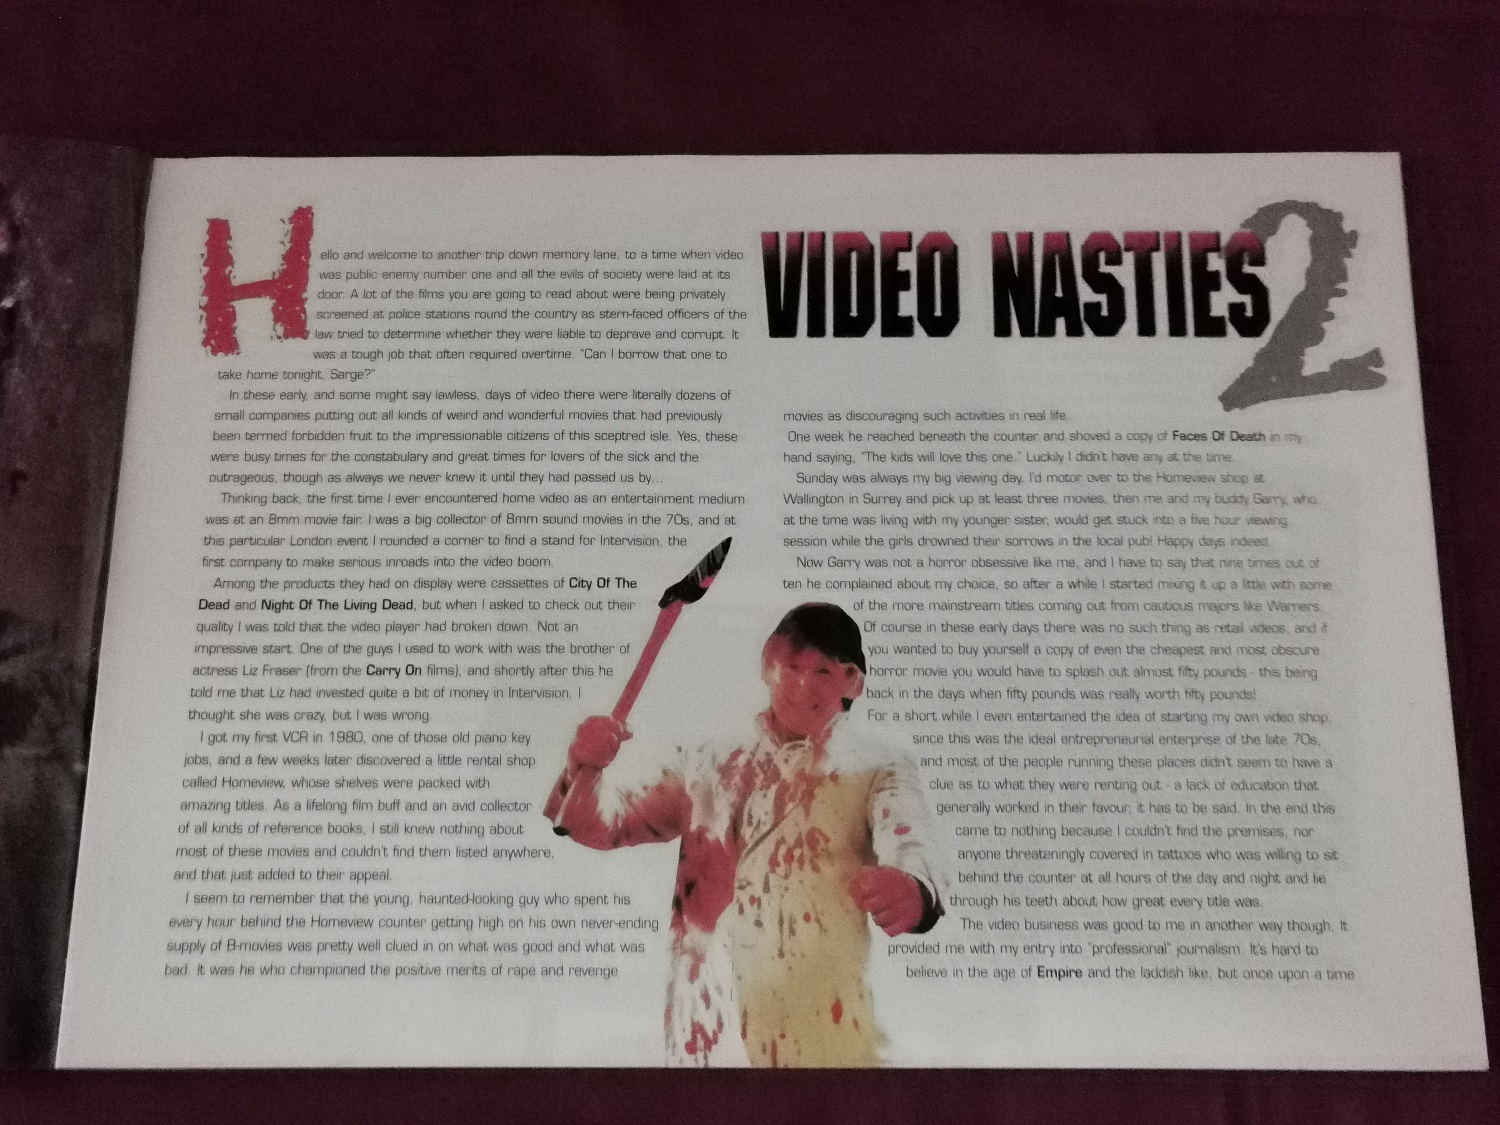 VIDEO NASTIES 2
Hello and welcome to another trip down memory lane, to a time when video
was public enemy number one and all the evils of society were laid at its
door. A lot of the films you are going to read about were being privately
screened at police stations round the country as stern-faced officers of the
law tried to determine whether they were liable to deprave and corrupt. It
was a tough job that often required overtime. "Can I borrow that one to
take home tonight, Sarge?"
In these early, and some might say lawless, days of video there were literally dozens of
small companies putting out all kinds of weird and wonderful movies that had previously
been termed forbidden fruit to the impressionable citizens of this sceptred isle. Yes, these
were busy times for the constabulary and great times for lovers of the sick and the
outrageous, though as always we never knew it until they had passed us by...
Thinking back, the first time I ever encountered home video as an entertainment medium
was at an 8mm movie fair. I was a big collector of 8mm sound movies in the 70s, and at
this particular London event I rounded a corner to find a stand for Intervision, the
first company to make serious inroads into the video boom.
Among the products they had on display were cassettes of City Of The
Dead and Night Of The Living Dead, but when I asked to check out their
quality I was told that the video player had broken down. Not an
impressive start. One of the guys I used to work with was the brother of
actress Liz Fraser (from the Carry On films), and shortly after this he
told me that Liz had invested quite a bit of money in Intervision. I
thought she was crazy, but I was wrong.
I got my first VCR in 1980, one of those old piano key
jobs, and a few weeks later discovered a little rental shop
called Homeview, whose shelves were packed with
amazing titles. As a lifelong film buff and an avid collector
of all kinds of reference books, I still knew nothing about
most of these movies and couldn't find them listed anywhere,
and that just added to their appeal.
I seem to remember that the young, haunted-looking guy who spent his
every hour behind the Homeview counter getting high on his own never-ending
supply of B-movies was pretty well clued in on what was good and what was
bad. It was he who championed the positive merits of rape and revenge
movies as discouraging such activities in real life.
One week he reached beneath the counter and shoved a copy of Faces Of Death in my
hand saying, "The kids will love this one." Luckily I didn't have any at the time.
Sunday was always my big viewing day. I'd motor over to the Homeview shop at
Wallington in Surrey and pick up at least three movies, then me and my buddy Garry, who
at the time was living with my younger sister, would get stuck into a five hour viewing
session while the girls drowned their sorrows in the local pub! Happy days indeed.
Now Garry was not a horror obsessive like me, and I have to say that nine times out of
ten he complained about my choice, so after a while I started mixing it up a little with some
of the more mainstream titles coming out from cautious majors like Warners.
Of course in these early days there was no such thing as retail videos, and if
you wanted to buy yourself a copy of even the cheapest and most obscure
horror movie you would have to splash out almost fifty pounds - this being
back in the days when fifty pounds was really worth fifty pounds!
For a short while I even entertained the idea of starting my own video shop,
since this was the ideal entrepreneurial enterprise of the late 70s,
and most of the people running these places didn't seem to have a
clue as to what they were renting out - a lack of education that
generally worked in their favour, it has to be said. In the end this
came to nothing because I couldn't find the premises, nor
anyone threateningly covered in tattoos who was willing to sit
behind the counter at all hours of the day and night and lie
through his teeth about how great every title was.
The video business was good to me in another way though. It
provided me with my entry into "professional" journalism. It's hard to
believe in the age of Empire and the laddish like, but once upon a time